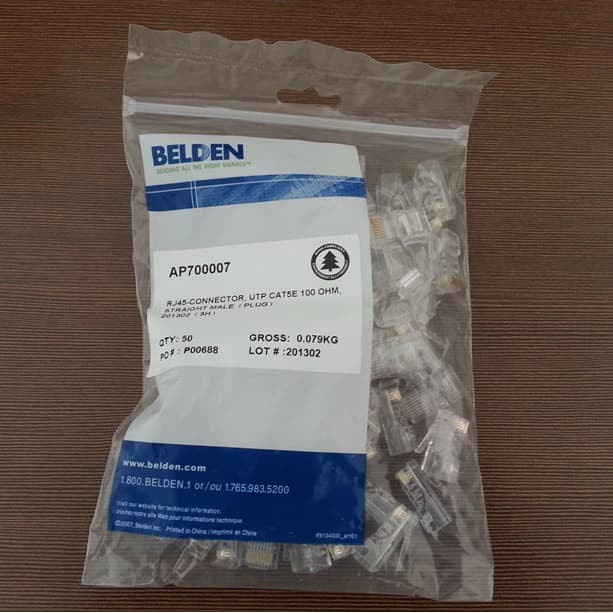 BELDEN
SENDING ALL THE RIGHT SIGNALS™
AP700007
RJ45-CONNECTOR, UTP CAT5E 100 OHM,
STRAIGHT MALE (PLUG)
201302 (3H)
QTY: 50 GROSS: 0.079KG
PO#: P00688 LOT #:201302
www.belden.com
1.800.BELDEN.1 or/ou 1.765.983.5200
Visit our website for technical information.
Visitez notre site Web pour informations technique.
©2007, Belden Inc. Printed in China / Imprimé en China